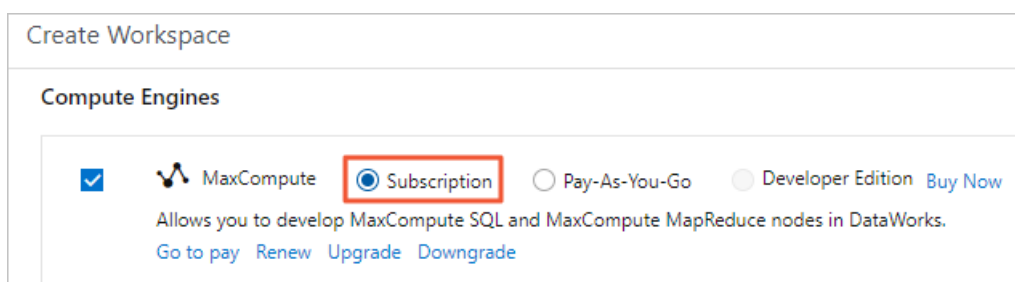 Create Workspace
Compute Engines
MaxCompute Subscription Pay-As-You-Go Developer Edition Buy Now
Allows you to develop MaxCompute SQL and MaxCompute MapReduce nodes in DataWorks.
Go to pay Renew Upgrade Downgrade